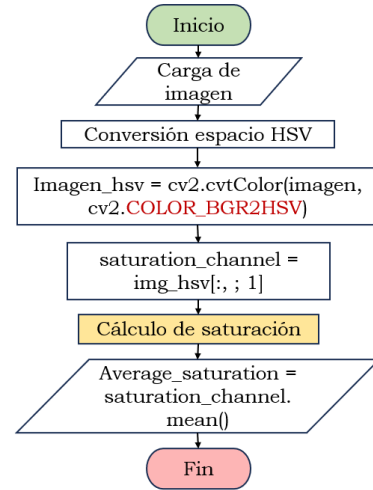 Inicio
Carga de
imagen
Conversión espacio HSV
Imagen_hsv = cv2.cvtColor(imagen,
cv2.COLOR_BGR2HSV)
saturation_channel =
img_hsv[:, ; 1]
Cálculo de saturación
Average_saturation =
saturation_channel.
mean()
Fin